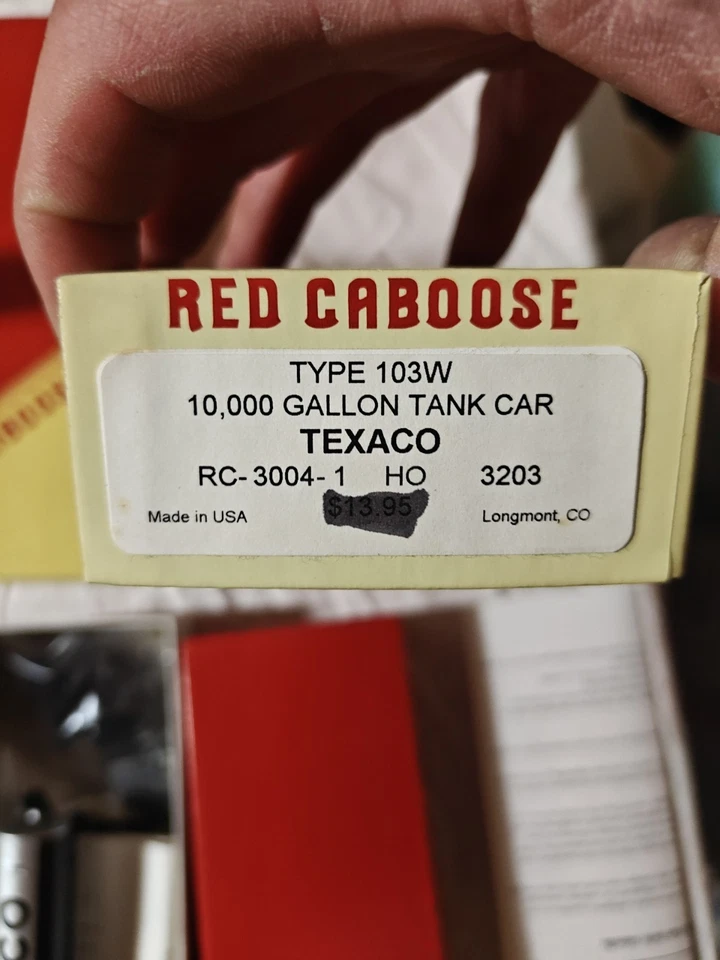 RED CABOOSE
TYPE 103W
10,000 GALLON TANK CAR
TEXACO
RC-3004-1 HO 3203
$13.95
Made in USA Longmont, CO
CO